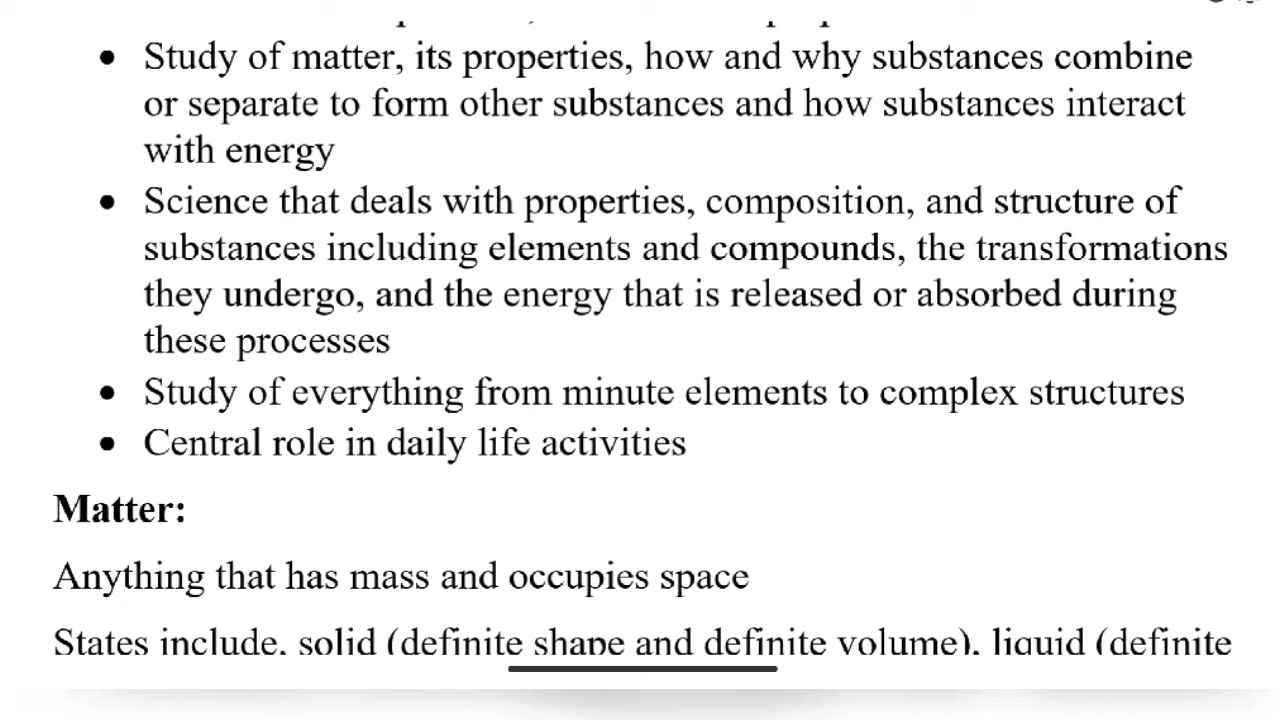 • Study of matter, its properties, how and why substances combine
or separate to form other substances and how substances interact
with energy
• Science that deals with properties, composition, and structure of
substances including elements and compounds, the transformations
they undergo, and the energy that is released or absorbed during
these processes
• Study of everything from minute elements to complex structures
• Central role in daily life activities
Matter:
Anything that has mass and occupies space
States include, solid (definite shape and definite volume), liquid (definite